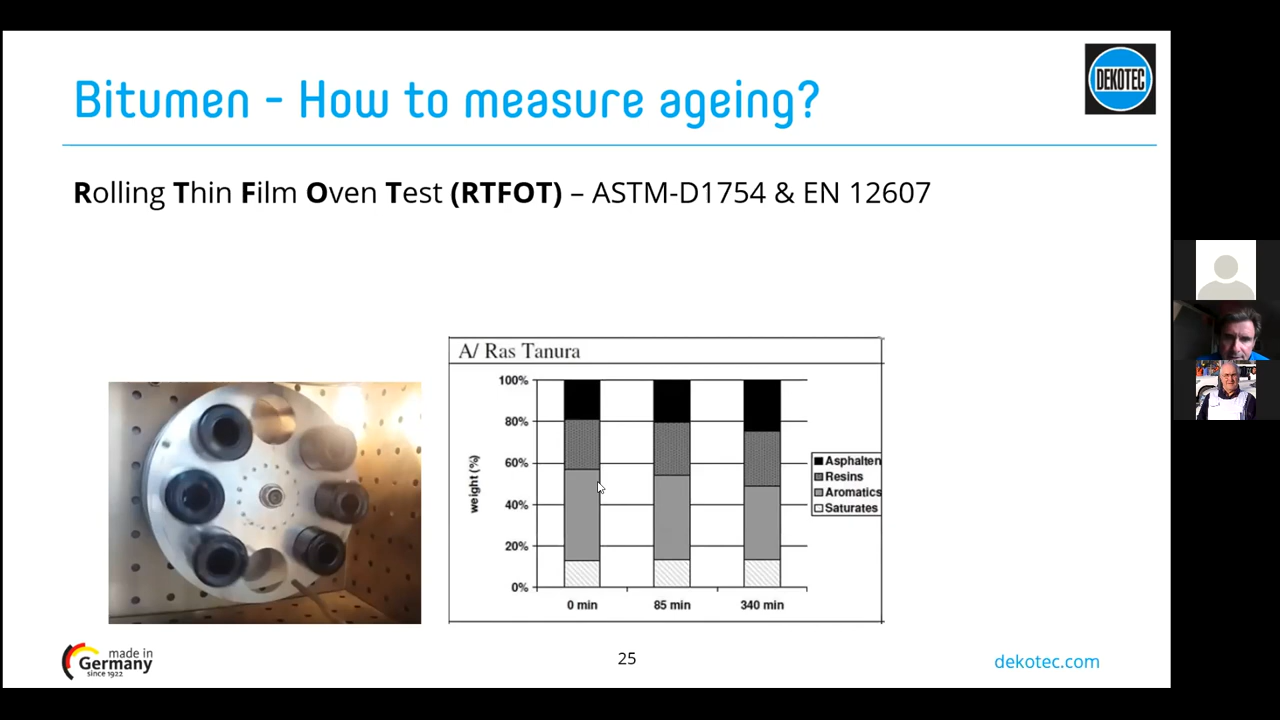 Bitumen - How to measure ageing?
DEKOTEC
Rolling Thin Film Oven Test (RTFOT) – ASTM-D1754 & EN 12607
A/ Ras Tanura
100%
80%
60%
40%
20%
0%
weight (%)
0 min
85 min
340 min
Asphalten
Resins
Aromatics
Saturates
made in
Germany
since 1922
25
dekotec.com